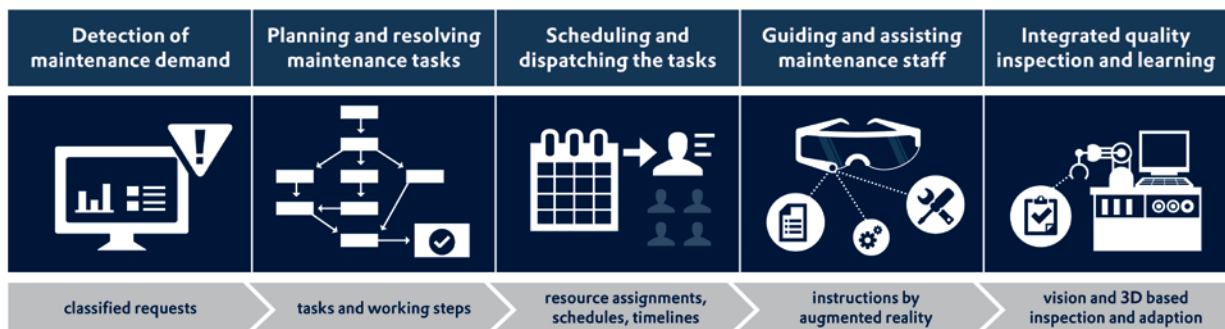 Detection of
maintenance demand
Planning and resolving
maintenance tasks
Scheduling and
dispatching the tasks
Guiding and assisting
maintenance staff
Integrated quality
inspection and learning
classified requests
tasks and working steps
resource assignments,
schedules, timelines
instructions by
augmented reality
vision and 3D based
inspection and adaption